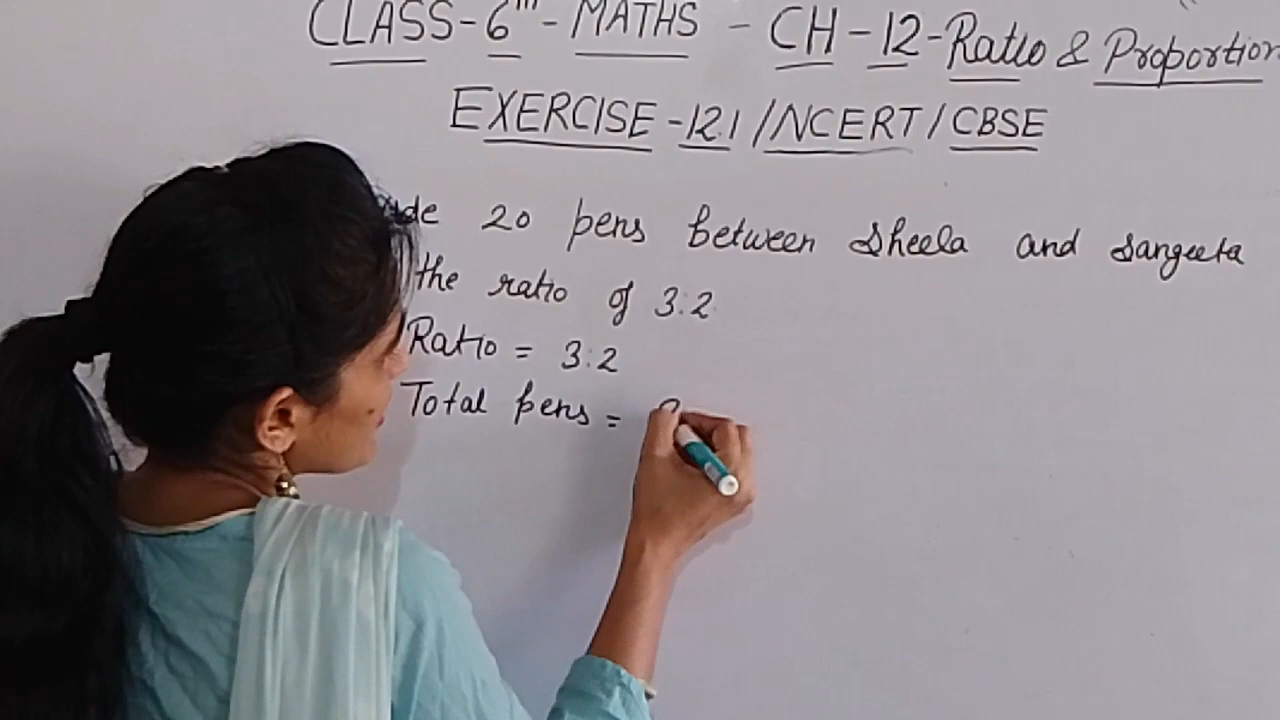 CLASS-6th-MATHS - CH-12-Ratio & Proportion
EXERCISE-12.1/NCERT/CBSE
de 20 pens between Sheela and Sangeeta
the ratio of 3:2
Ratio = 3:2
Total pens =